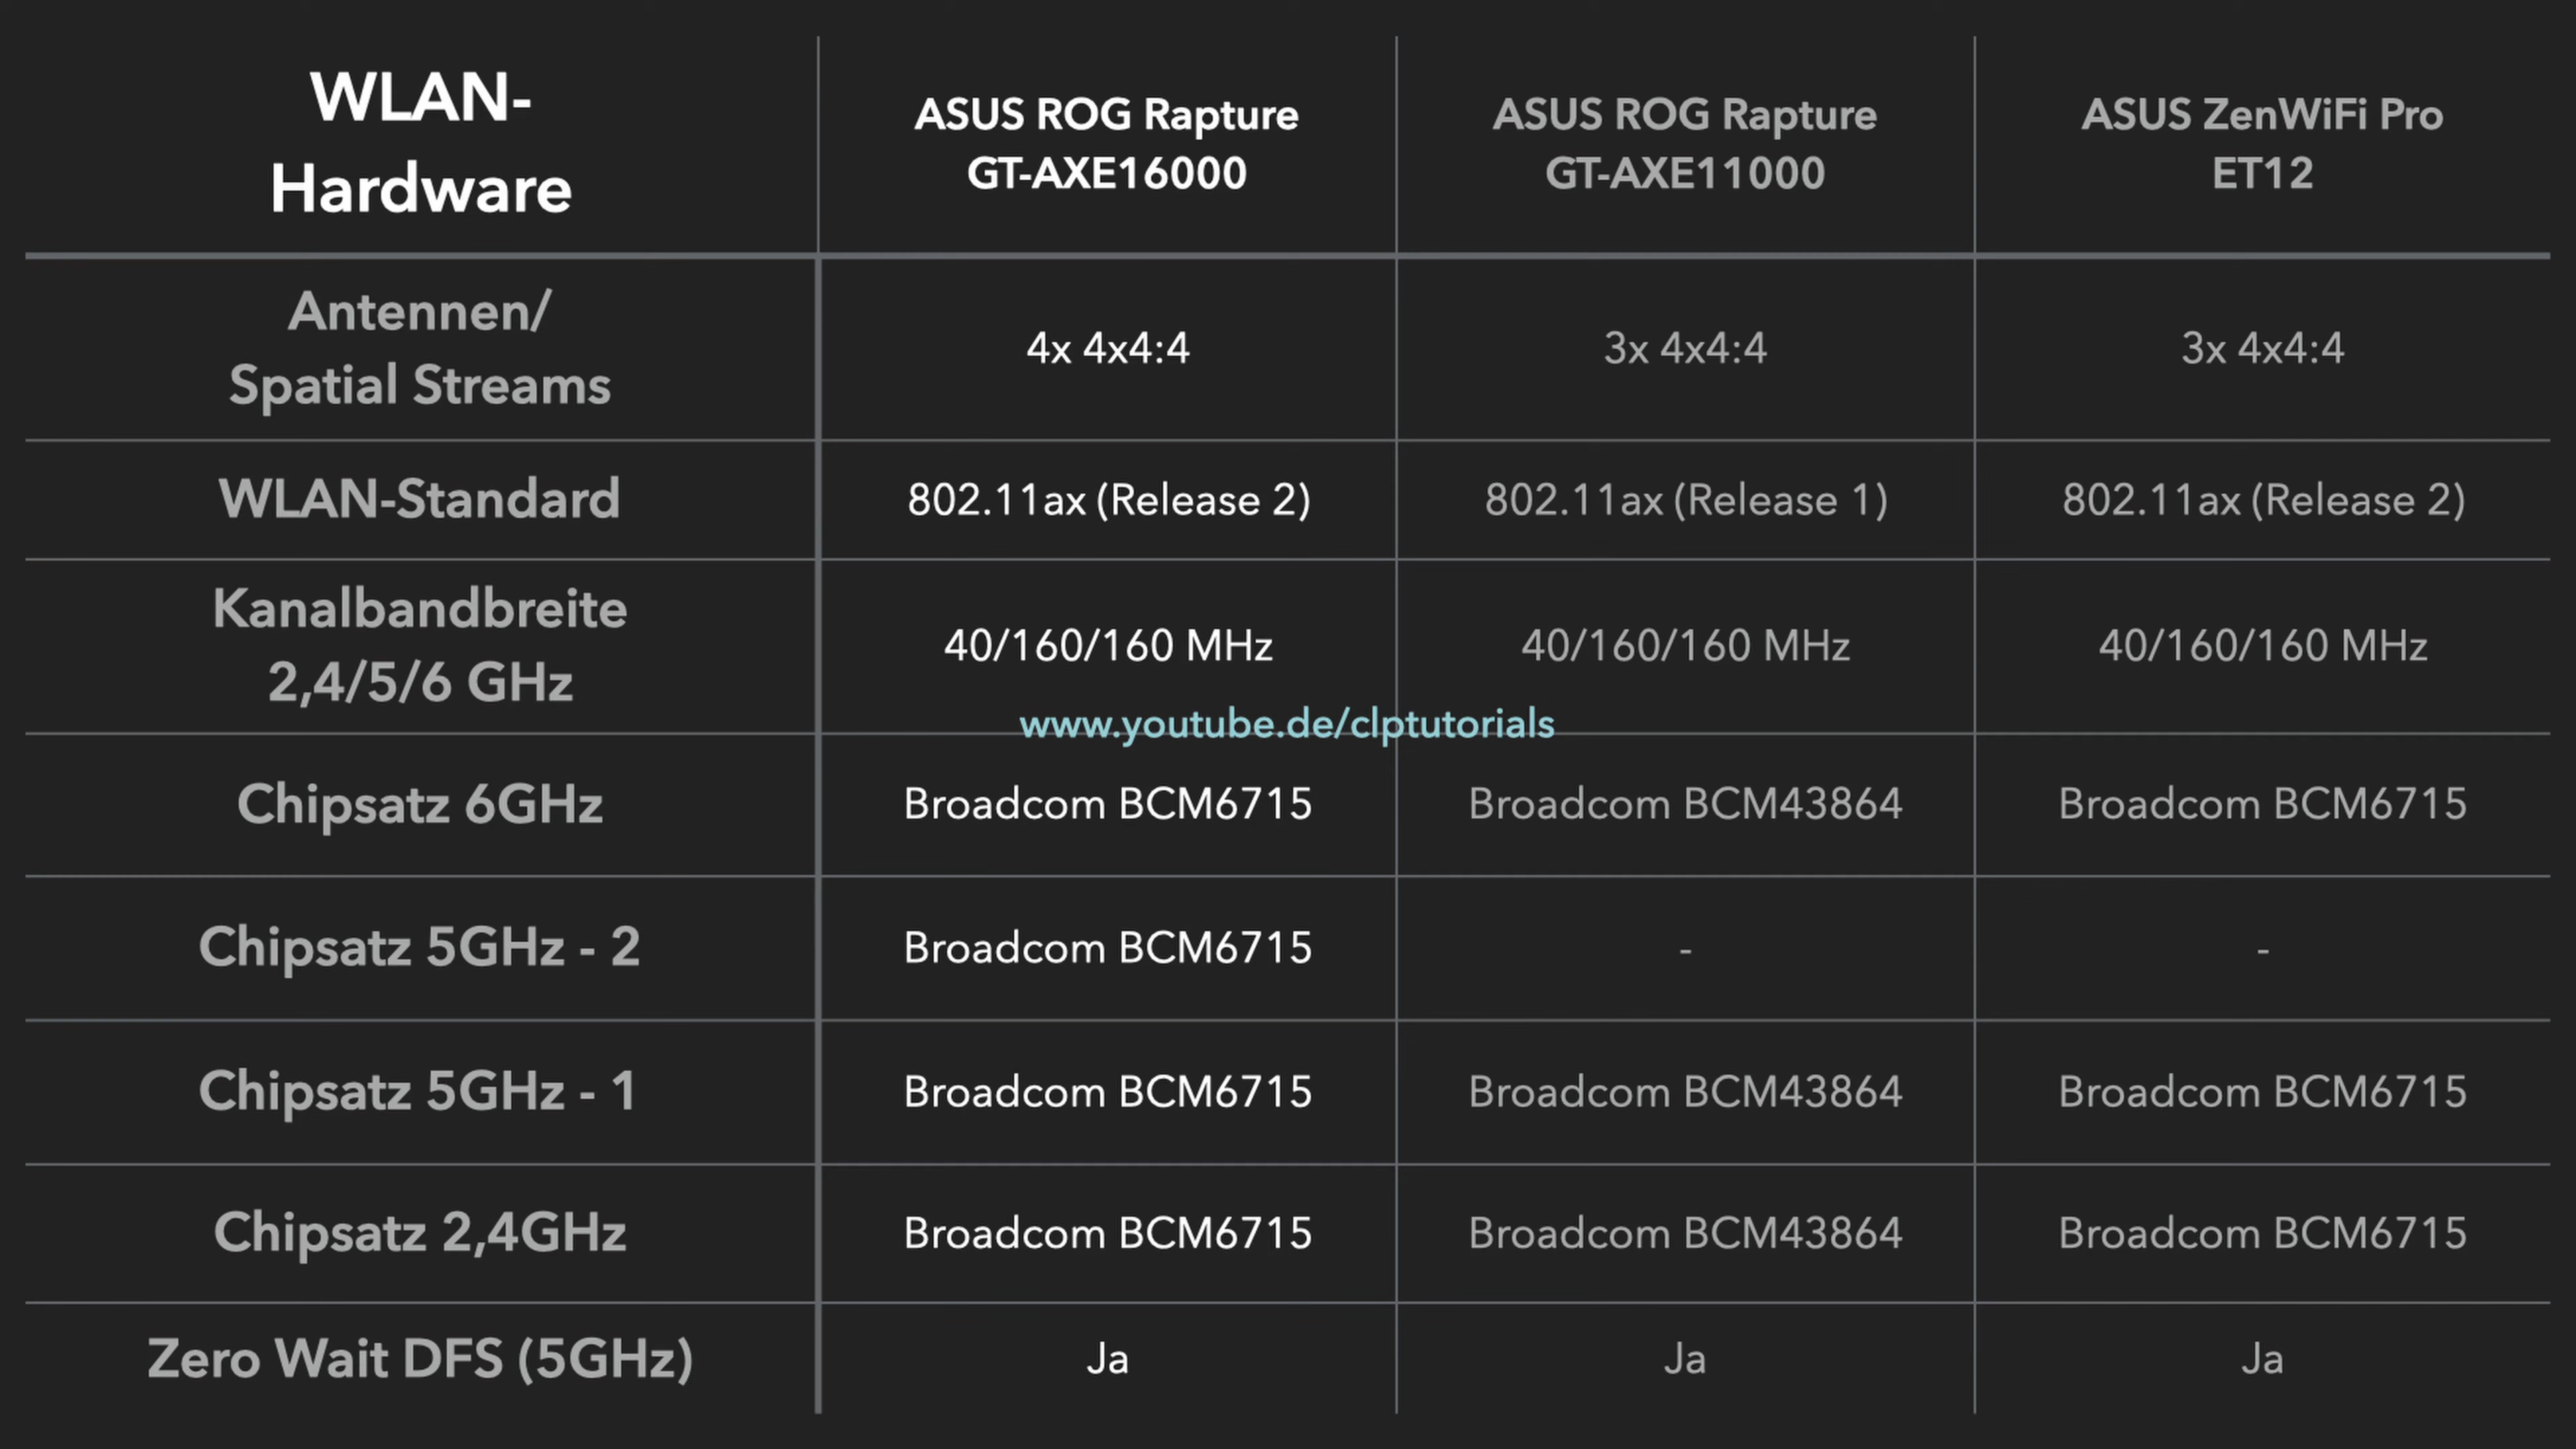 WLAN-
Hardware
ASUS ROG Rapture
GT-AXE16000
ASUS ROG Rapture
GT-AXE11000
ASUS ZenWiFi Pro
ET12
Antennen/
Spatial Streams
4x 4x4:4
3x 4x4:4
3x 4x4:4
WLAN-Standard
802.11ax (Release 2)
802.11ax (Release 1)
802.11ax (Release 2)
Kanalbandbreite
2,4/5/6 GHz
40/160/160 MHz
40/160/160 MHz
40/160/160 MHz
www.youtube.de/clptutorials
Chipsatz 6GHz
Broadcom BCM6715
Broadcom BCM43864
Broadcom BCM6715
Chipsatz 5GHz - 2
Broadcom BCM6715
-
-
Chipsatz 5GHz - 1
Broadcom BCM6715
Broadcom BCM43864
Broadcom BCM6715
Chipsatz 2,4GHz
Broadcom BCM6715
Broadcom BCM43864
Broadcom BCM6715
Zero Wait DFS (5GHz)
Ja
Ja
Ja